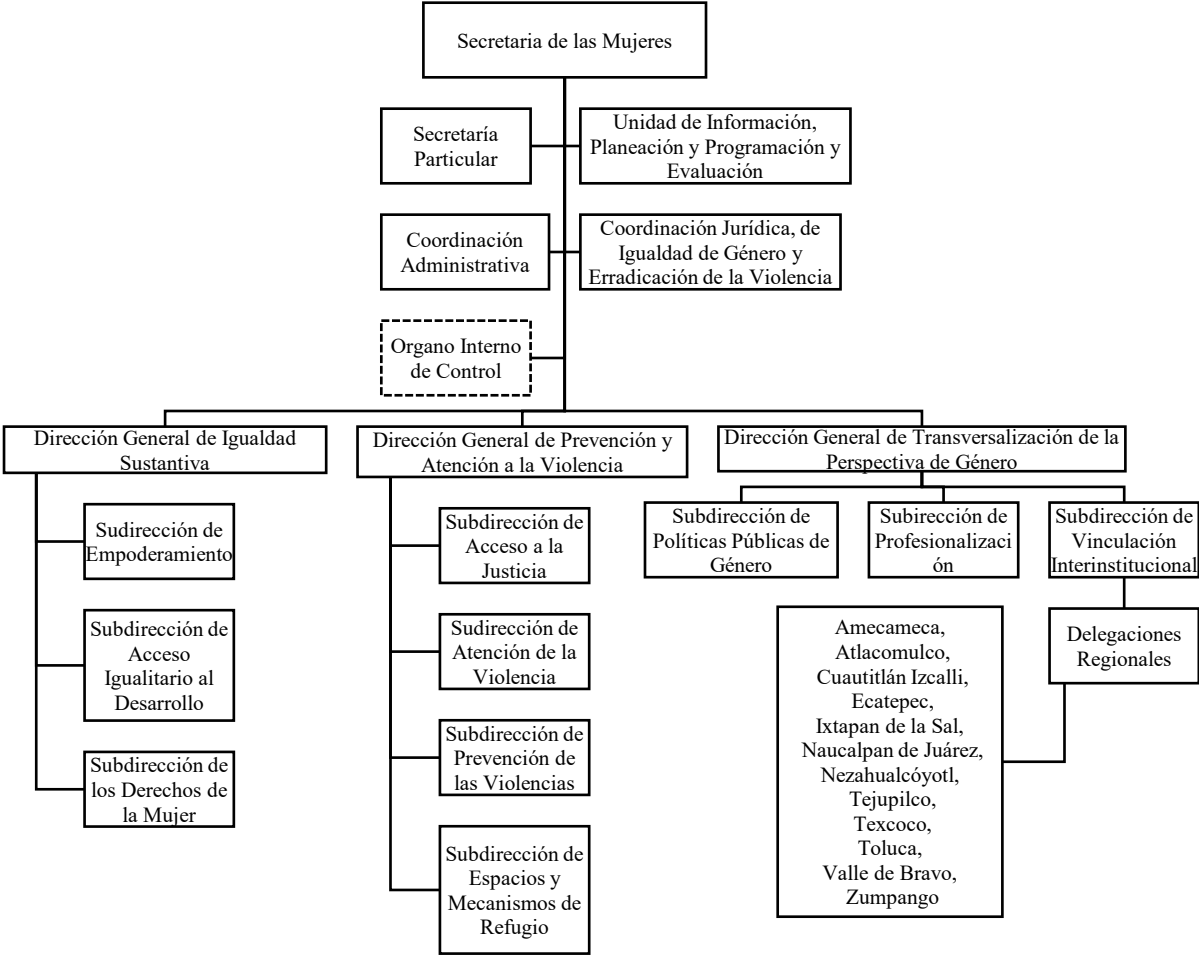 Secretaria de las Mujeres
Secretaría
Particular
Unidad de Información,
Planeación y Programación y
Evaluación
Coordinación
Administrativa
Coordinación Jurídica, de
Igualdad de Género y
Erradicación de la Violencia
Organo Interno
de Control
Dirección General de Igualdad
Sustantiva
Sudirección de
Empoderamiento
Subdirección de
Acceso
Igualitario al
Desarrollo
Subdirección de
los Derechos de
la Mujer
Dirección General de Prevención y
Atención a la Violencia
Subdirección de
Acceso a la
Justicia
Sudirección de
Atención de la
Violencia
Subdirección de
Prevención de
las Violencias
Subdirección de
Espacios y
Mecanismos de
Refugio
Dirección General de Transversalización de la
Perspectiva de Género
Subdirección de
Políticas Públicas de
Género
Subirección de
Profesionalizaci
ón
Subdirección de
Vinculación
Interinstitucional
Delegaciones
Regionales
Amecameca,
Atlacomulco,
Cuautitlán Izcalli,
Ecatepec,
Ixtapan de la Sal,
Naucalpan de Juárez,
Nezahualcóyotl,
Tejupilco,
Texcoco,
Toluca,
Valle de Bravo,
Zumpango